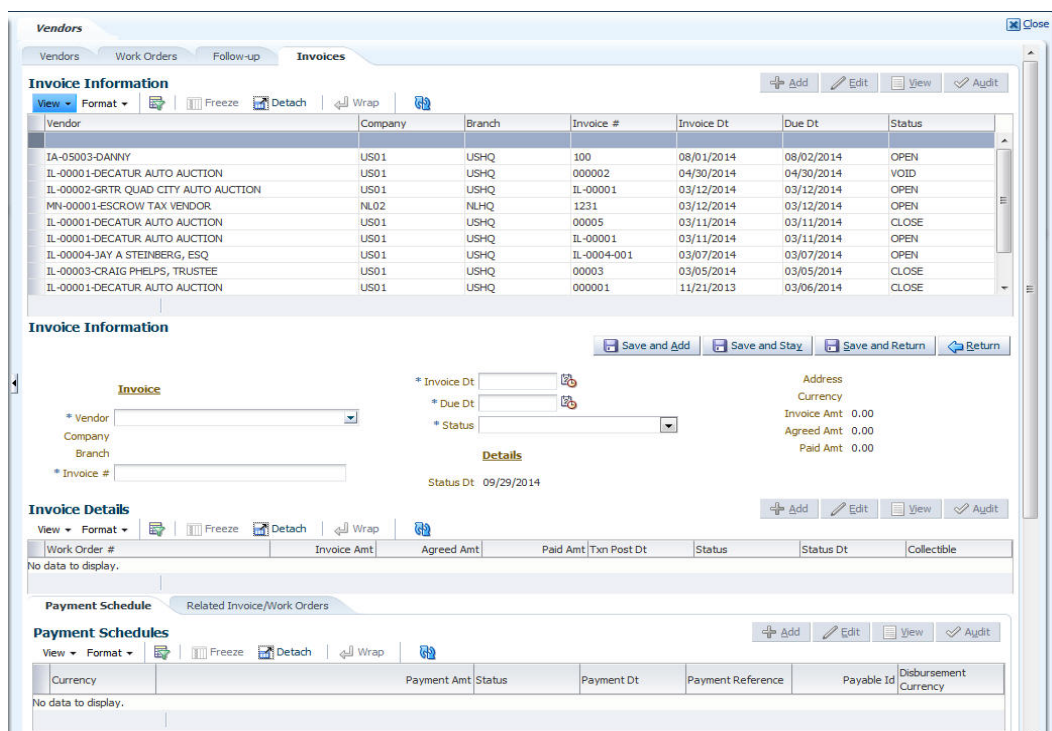 Vendors
Close
Vendors Work Orders Follow-up Invoices
Invoice Information
Add Edit View Audit
View Format Freeze Detach Wrap
Vendor Company Branch Invoice # Invoice Dt Due Dt Status
IA-05003-DANNY US01 USHQ 100 08/01/2014 08/02/2014 OPEN
IL-00001-DECATUR AUTO AUCTION US01 USHQ 000002 04/30/2014 04/30/2014 VOID
IL-00002-GRTR QUAD CITY AUTO AUCTION US01 USHQ IL-00001 03/12/2014 03/12/2014 OPEN
MN-00001-ESCROW TAX VENDOR NL02 NLHQ 1231 03/12/2014 03/12/2014 OPEN
IL-00001-DECATUR AUTO AUCTION US01 USHQ 00005 03/11/2014 03/11/2014 CLOSE
IL-00001-DECATUR AUTO AUCTION US01 USHQ IL-00001 03/11/2014 03/11/2014 OPEN
IL-00004-JAY A STEINBERG, ESQ US01 USHQ IL-0004-001 03/07/2014 03/07/2014 OPEN
IL-00003-CRAIG PHELPS, TRUSTEE US01 USHQ 00003 03/05/2014 03/05/2014 CLOSE
IL-00001-DECATUR AUTO AUCTION US01 USHQ 000001 11/21/2013 03/06/2014 CLOSE
Invoice Information
Save and Add Save and Stay Save and Return Return
Invoice
* Vendor
Company
Branch
* Invoice #
* Invoice Dt
* Due Dt
* Status
Details
Status Dt 09/29/2014
Address
Currency
Invoice Amt 0.00
Agreed Amt 0.00
Paid Amt 0.00
Invoice Details
Add Edit View Audit
View Format Freeze Detach Wrap
Work Order # Invoice Amt Agreed Amt Paid Amt Txn Post Dt Status Status Dt Collectible
No data to display.
Payment Schedule Related Invoice/Work Orders
Payment Schedules
Add Edit View Audit
View Format Freeze Detach Wrap
Currency Payment Amt Status Payment Dt Payment Reference Payable Id Disbursement Currency
No data to display.